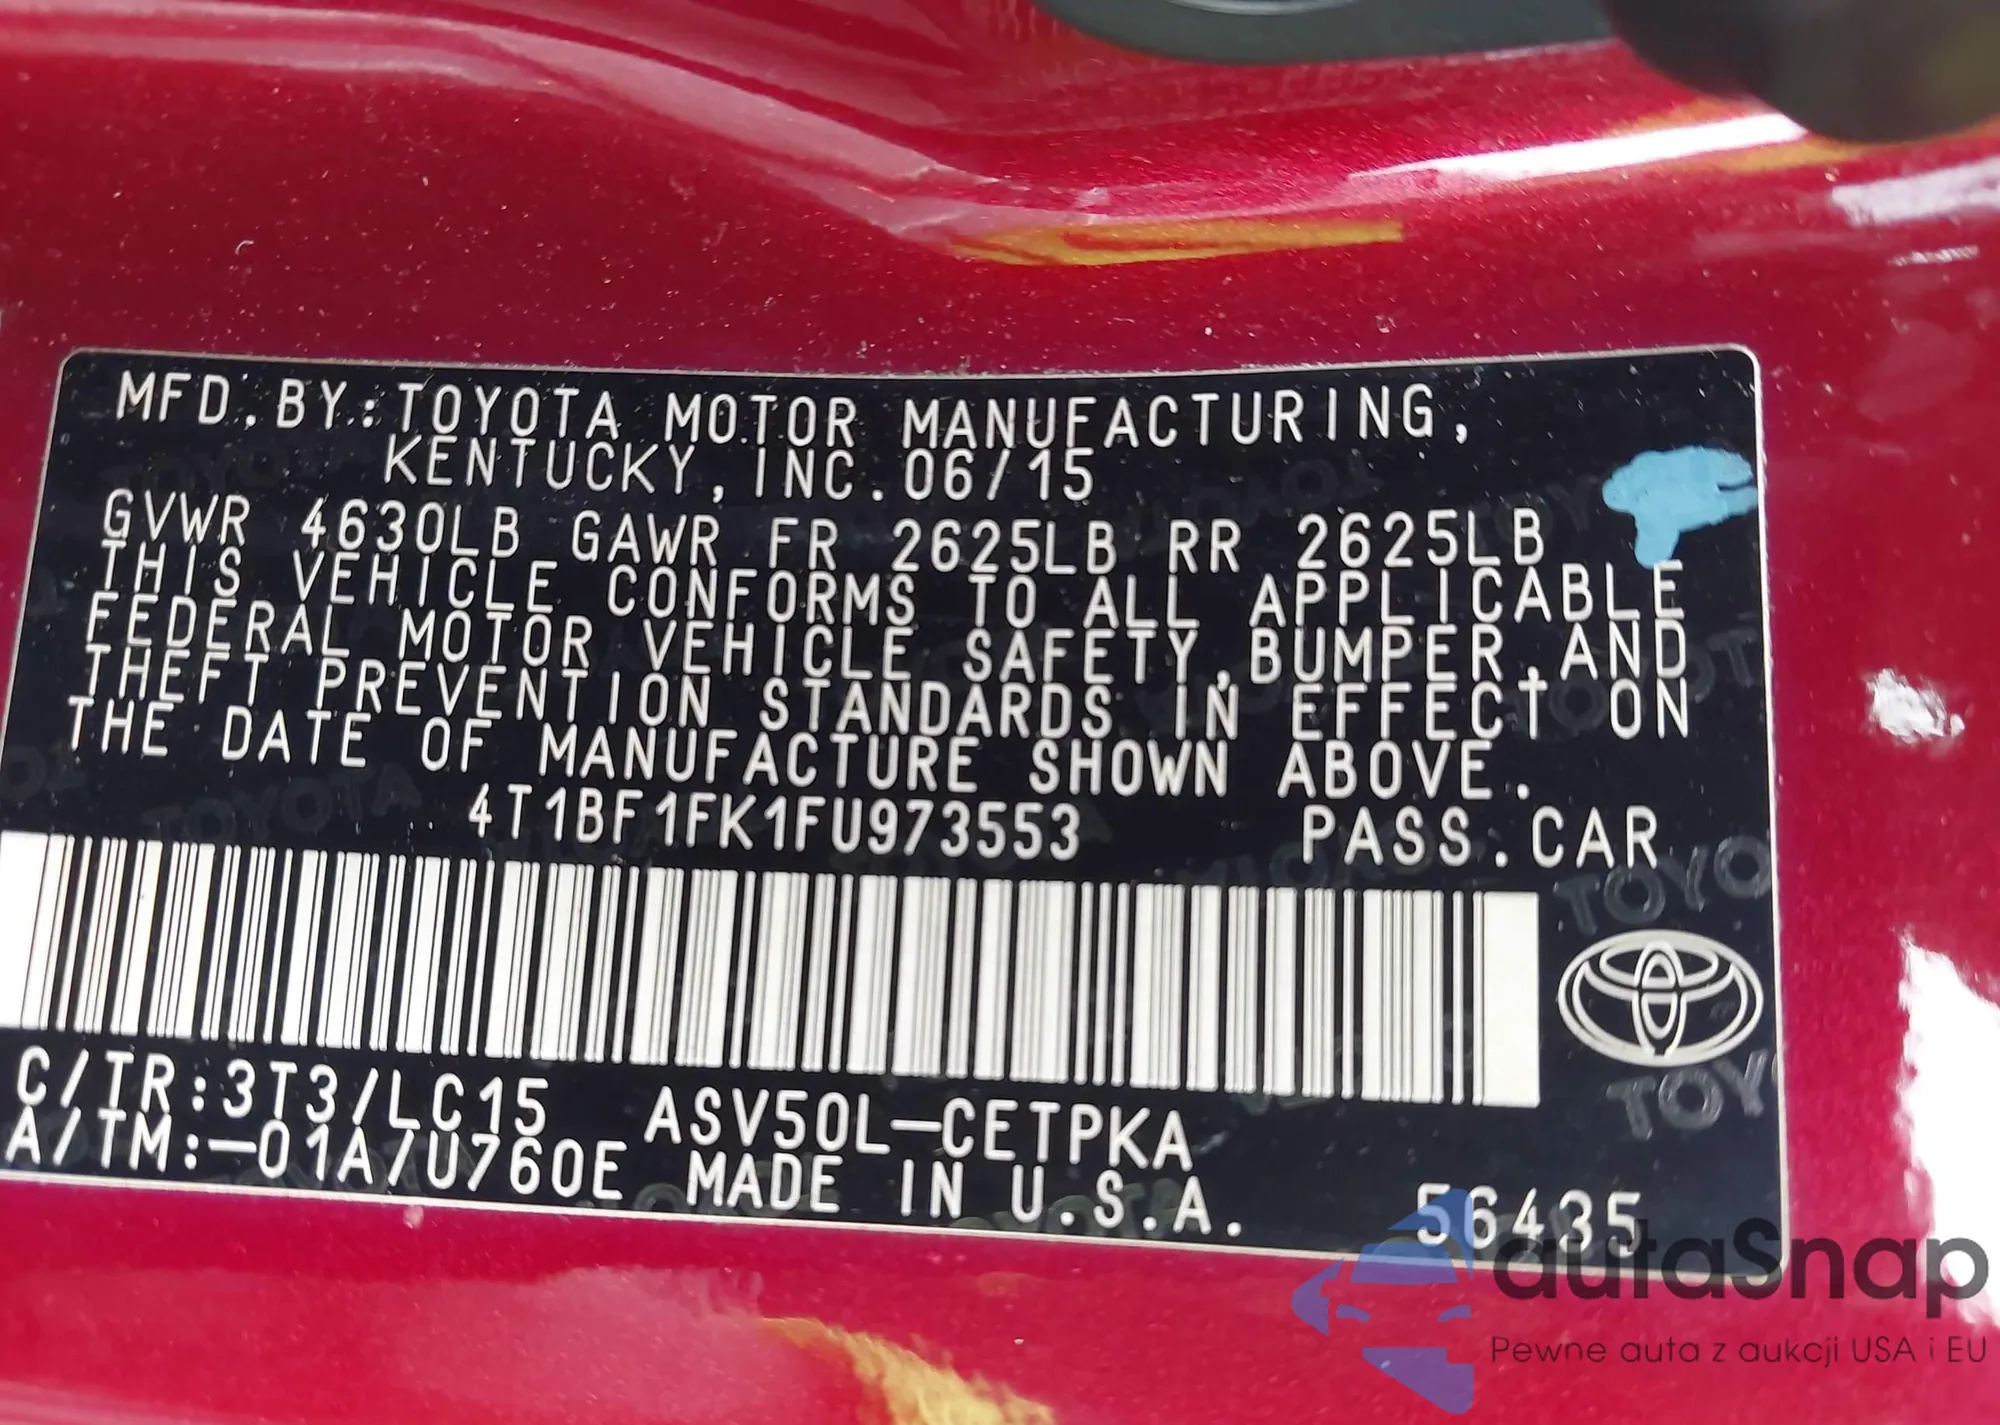 MFD.BY:TOYOTA MOTOR MANUFACTURING,
KENTUCKY, INC.06/15
GVWR 4630LB GAWR FR 2625LB RR 2625LB
THIS VEHICLE CONFORMS TO ALL APPLICABLE
FEDERAL MOTOR VEHICLE SAFETY,BUMPER,AND
THEFT PREVENTION STANDARDS IN EFFECT ON
THE DATE OF MANUFACTURE SHOWN ABOVE.
4T1BF1FK1FU973553 PASS.CAR
C/TR:3T3/LC15 ASV50L-CETPKA
A/TM:-01A/U760E MADE IN U.S.A. 56435
TOYOTA
autaSnap
Pewne auta z aukcji USA i EU